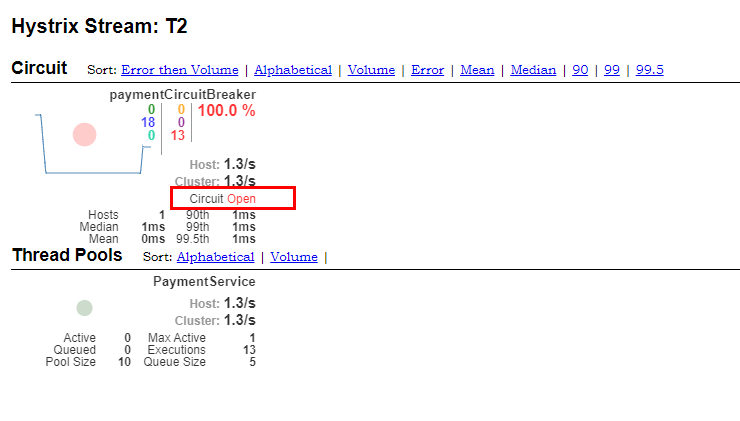 Hystrix Stream: T2
Circuit Sort: Error then Volume | Alphabetical | Volume | Error | Mean | Median | 90 | 99 | 99.5
paymentCircuitBreaker
0 0 100.0 %
18 0
0 13
Host: 1.3/s
Cluster: 1.3/s
Circuit Open
Hosts 1 90th 1ms
Median 1ms 99th 1ms
Mean 0ms 99.5th 1ms
Thread Pools Sort: Alphabetical | Volume |
PaymentService
Host: 1.3/s
Cluster: 1.3/s
Active 0 Max Active 1
Queued 0 Executions 13
Pool Size 10 Queue Size 5